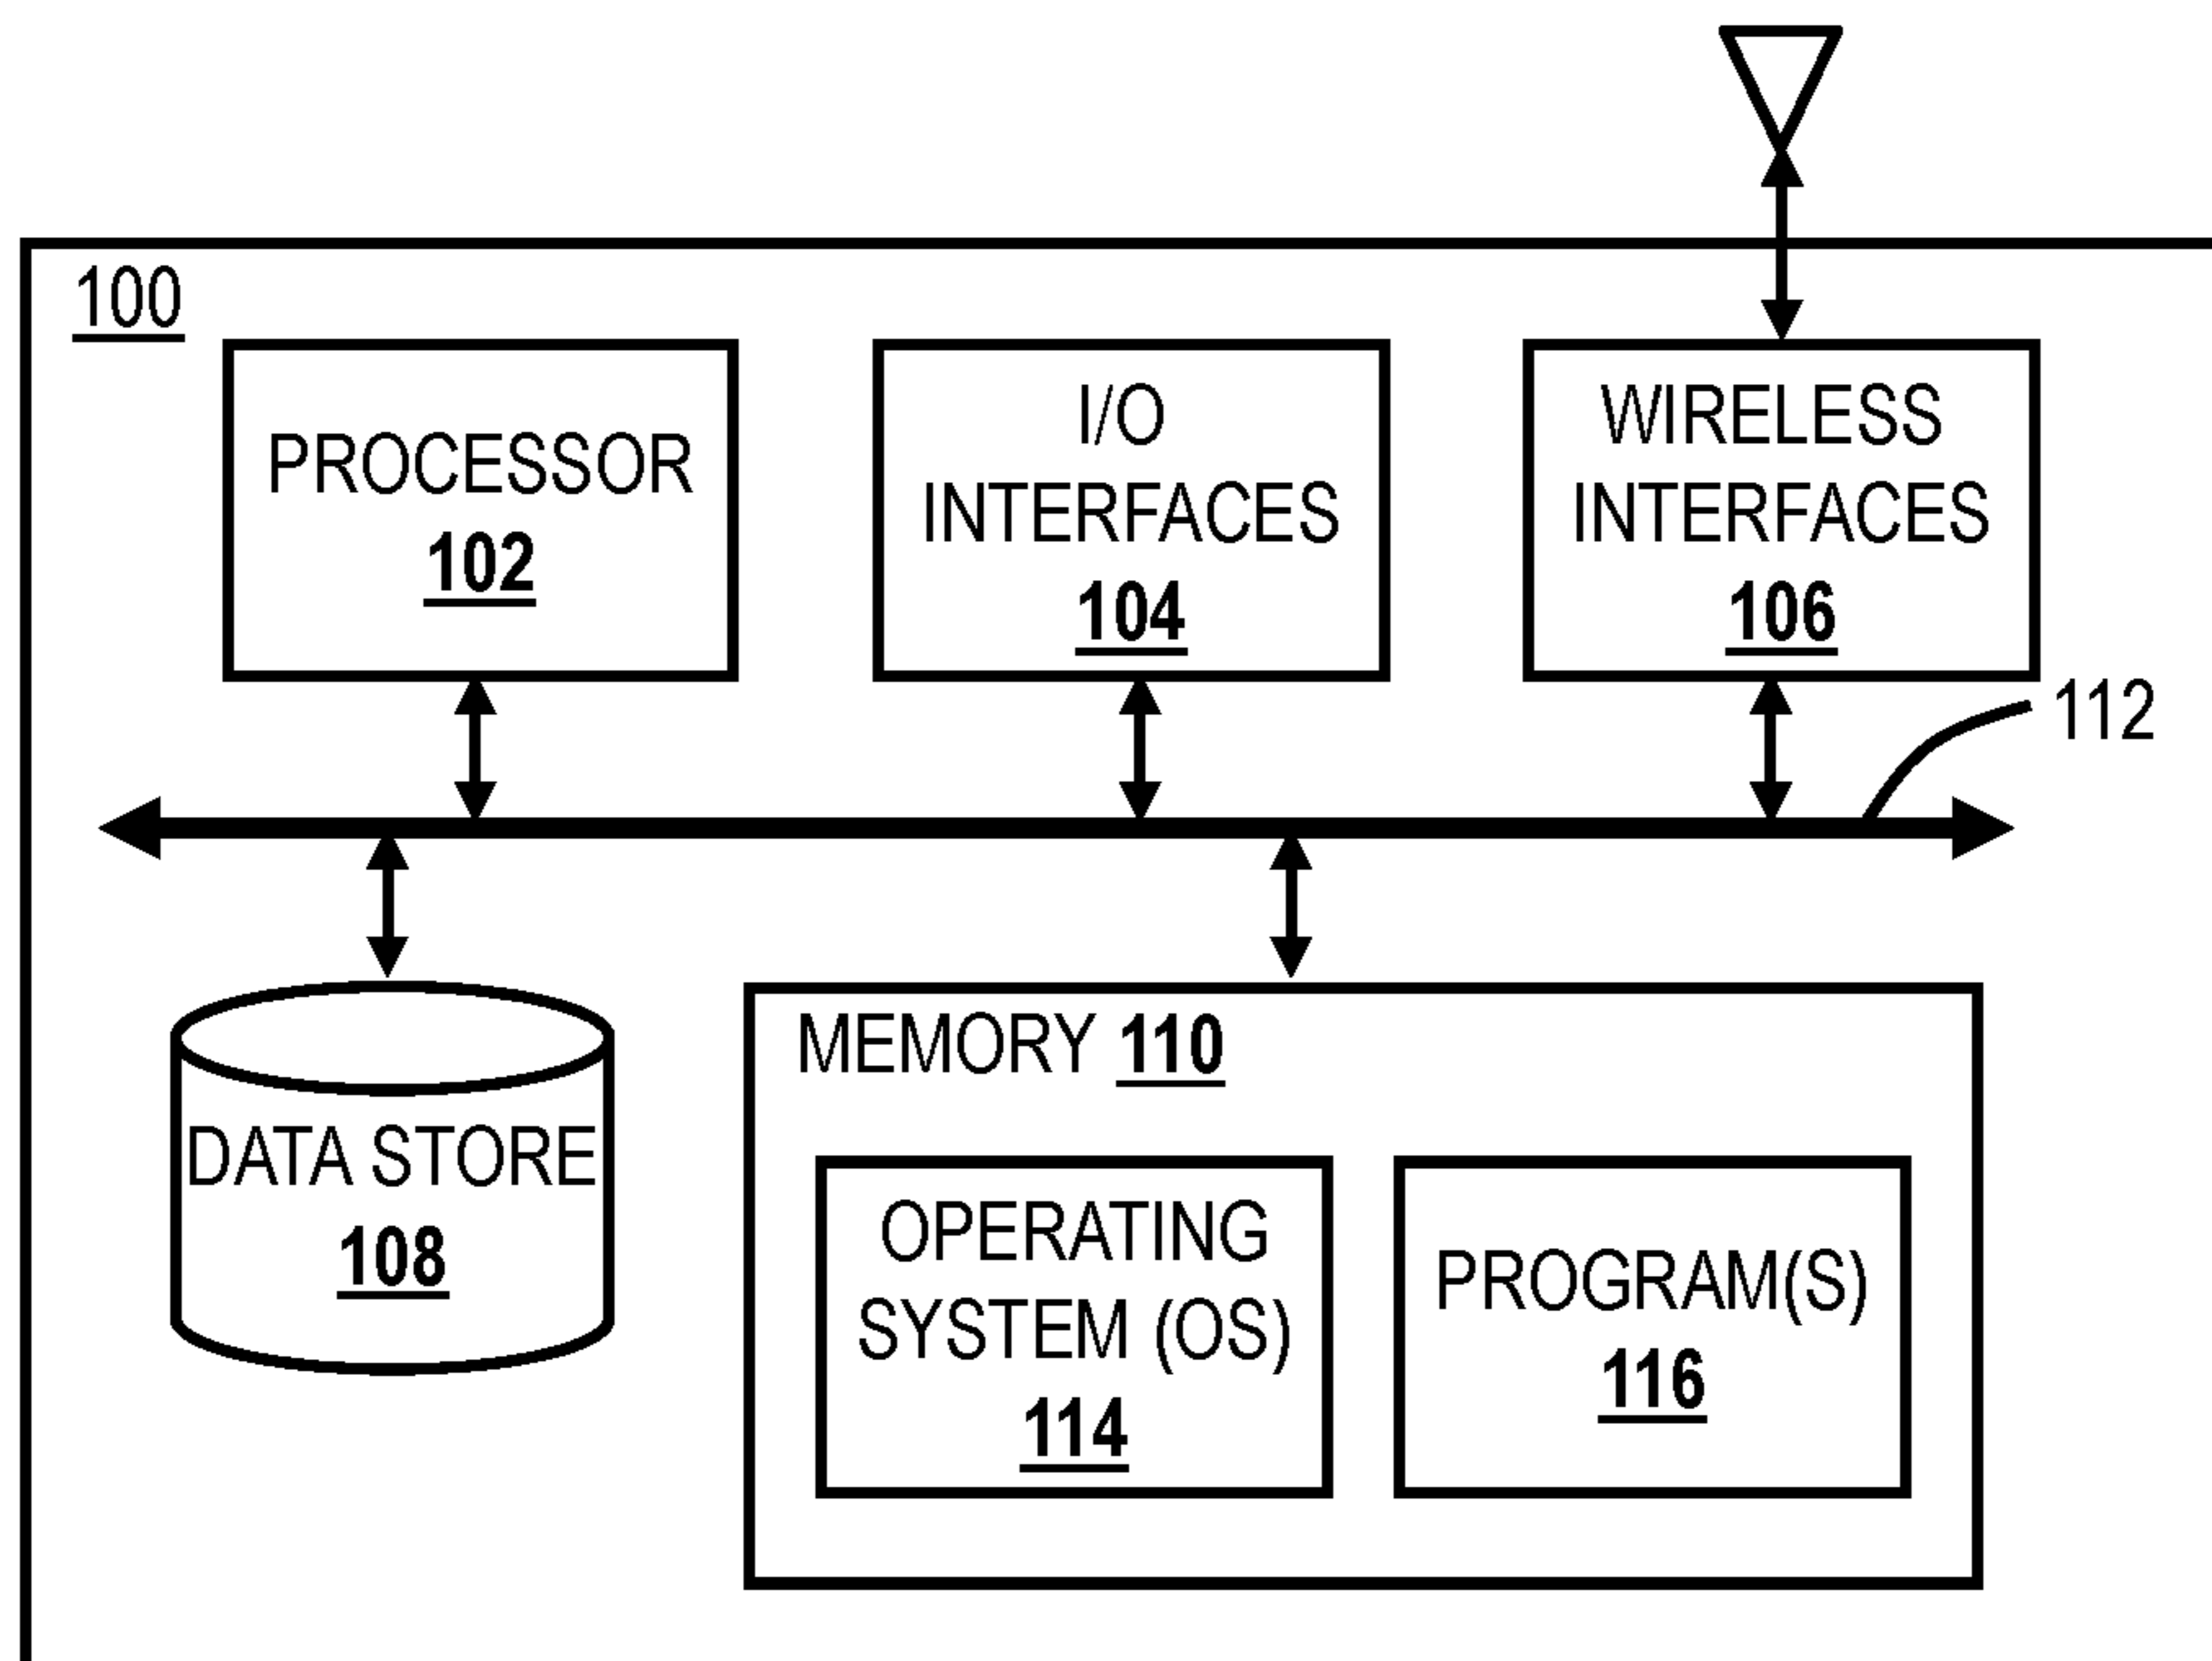 100
PROCESSOR
102
I/O
INTERFACES
104
WIRELESS
INTERFACES
106
112
DATA STORE
108
MEMORY 110
OPERATING
SYSTEM (OS)
114
PROGRAM(S)
116